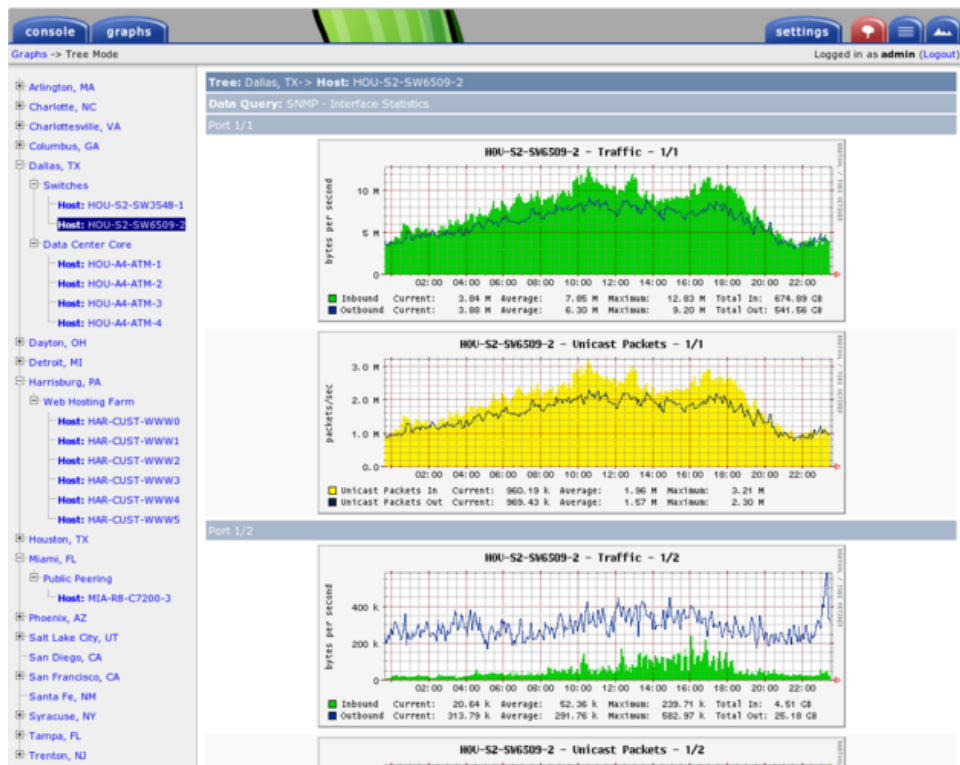 console graphs settings
Graphs -> Tree Mode
Logged in as admin (Logout)
Arlington, MA
Charlotte, NC
Charlottesville, VA
Columbus, GA
Dallas, TX
Switches
Host: HOU-S2-SW3548-1
Host: HOU-S2-SW6509-2
Data Center Core
Host: HOU-A4-ATM-1
Host: HOU-A4-ATM-2
Host: HOU-A4-ATM-3
Host: HOU-A4-ATM-4
Dayton, OH
Detroit, MI
Harrisburg, PA
Web Hosting Farm
Host: HAR-CUST-WWW0
Host: HAR-CUST-WWW1
Host: HAR-CUST-WWW2
Host: HAR-CUST-WWW3
Host: HAR-CUST-WWW4
Host: HAR-CUST-WWW5
Houston, TX
Miami, FL
Public Peering
Host: MIA-R8-C7200-3
Phoenix, AZ
Salt Lake City, UT
San Diego, CA
San Francisco, CA
Santa Fe, NM
Syracuse, NY
Tampa, FL
Trenton, NJ
Tree: Dallas, TX-> Host: HOU-S2-SW6509-2
Data Query: SNMP - Interface Statistics
Port 1/1
HOU-S2-SW6509-2 - Traffic - 1/1
bytes per second
10 M
5 M
0
02:00 04:00 06:00 08:00 10:00 12:00 14:00 16:00 18:00 20:00 22:00
Inbound Current: 3.84 M Average: 7.85 M Maximum: 12.83 M Total In: 674.89 GB
Outbound Current: 3.88 M Average: 6.30 M Maximum: 9.20 M Total Out: 541.56 GB
HOU-S2-SW6509-2 - Unicast Packets - 1/1
packets/sec
3.0 M
2.0 M
1.0 M
0.0
02:00 04:00 06:00 08:00 10:00 12:00 14:00 16:00 18:00 20:00 22:00
Unicast Packets In Current: 960.19 k Average: 1.96 M Maximum: 3.21 M
Unicast Packets Out Current: 969.43 k Average: 1.57 M Maximum: 2.30 M
Port 1/2
HOU-S2-SW6509-2 - Traffic - 1/2
bytes per second
400 k
200 k
0
02:00 04:00 06:00 08:00 10:00 12:00 14:00 16:00 18:00 20:00 22:00
Inbound Current: 20.64 k Average: 52.36 k Maximum: 239.71 k Total In: 4.51 GB
Outbound Current: 313.79 k Average: 291.76 k Maximum: 582.97 k Total Out: 25.18 GB
HOU-S2-SW6509-2 - Unicast Packets - 1/2